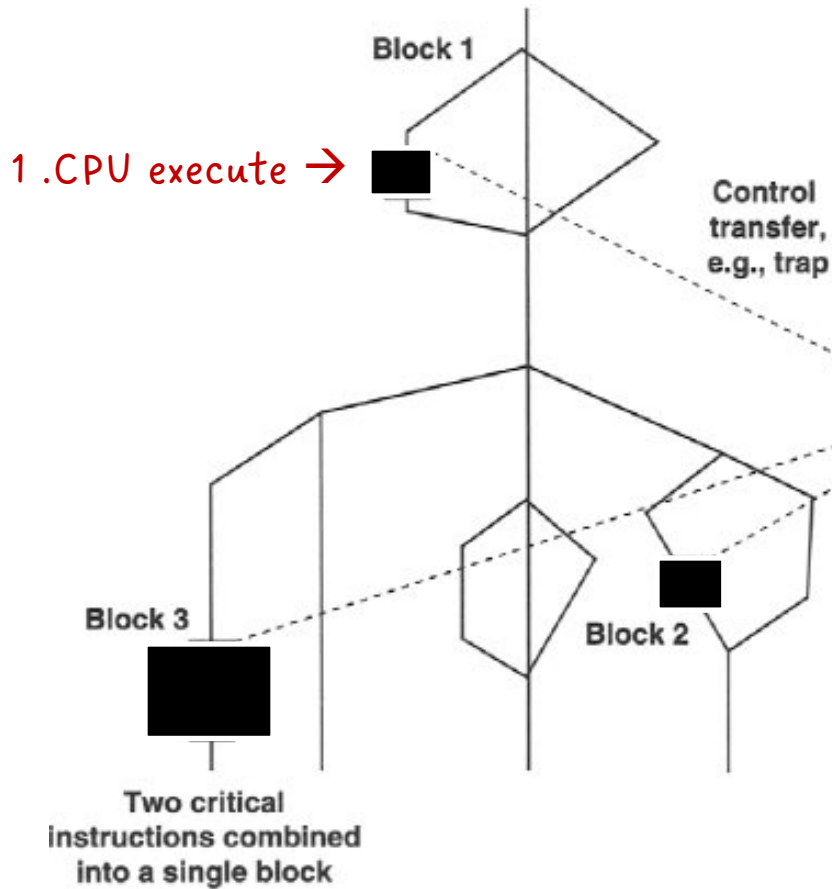 Block 1
1 .CPU execute →
Control
transfer,
e.g., trap
Block 3
Block 2
Two critical
instructions combined
into a single block